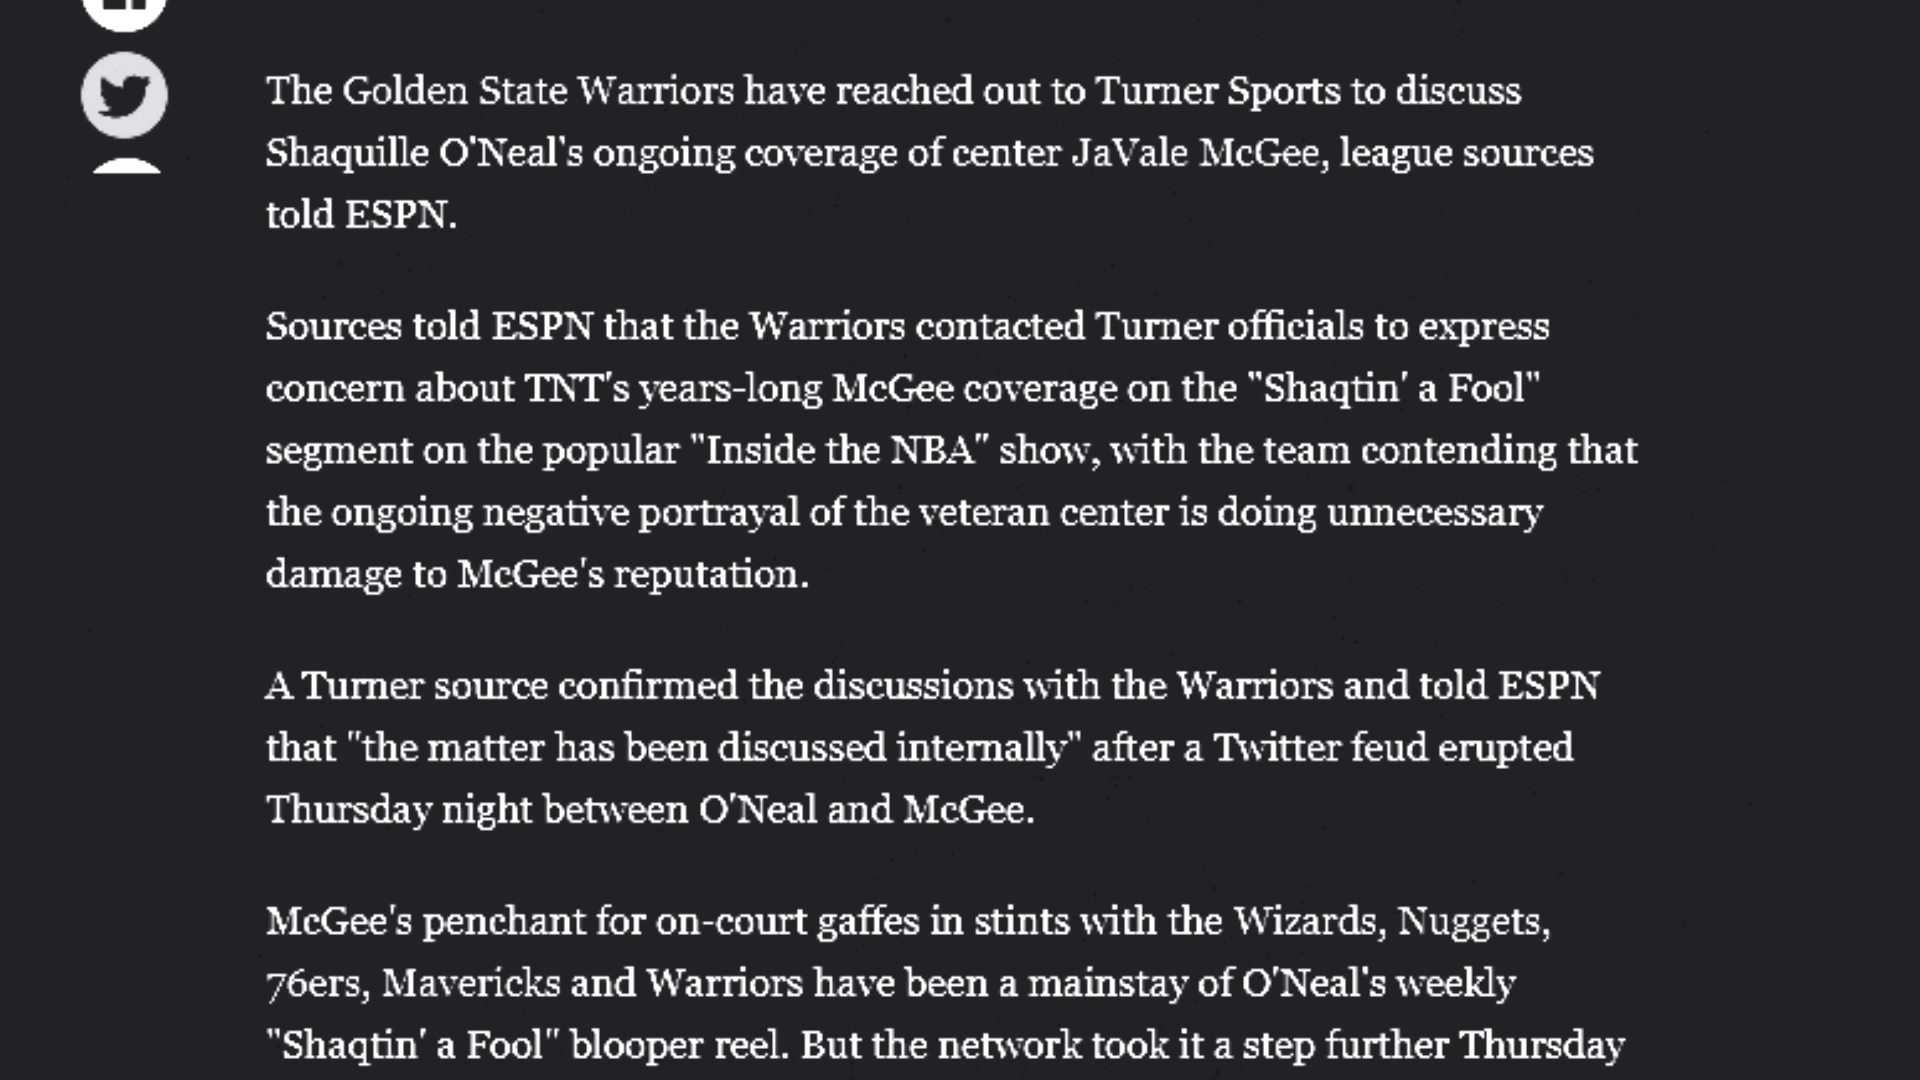 The Golden State Warriors have reached out to Turner Sports to discuss
Shaquille O'Neal's ongoing coverage of center JaVale McGee, league sources
told ESPN.
Sources told ESPN that the Warriors contacted Turner officials to express
concern about TNT's years-long McGee coverage on the "Shaqtin' a Fool"
segment on the popular "Inside the NBA" show, with the team contending that
the ongoing negative portrayal of the veteran center is doing unnecessary
damage to McGee's reputation.
A Turner source confirmed the discussions with the Warriors and told ESPN
that "the matter has been discussed internally" after a Twitter feud erupted
Thursday night between O'Neal and McGee.
McGee's penchant for on-court gaffes in stints with the Wizards, Nuggets,
76ers, Mavericks and Warriors have been a mainstay of O'Neal's weekly
"Shaqtin' a Fool" blooper reel. But the network took it a step further Thursday